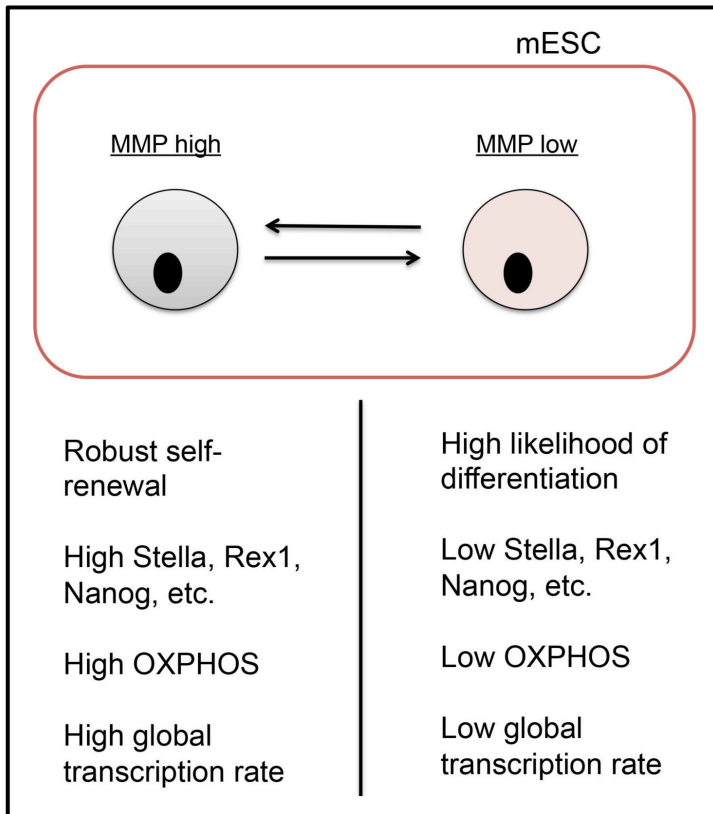 mESC
MMP high
MMP low
Robust self-
renewal
High Stella, Rex1,
Nanog, etc.
High OXPHOS
High global
transcription rate
High likelihood of
differentiation
Low Stella, Rex1,
Nanog, etc.
Low OXPHOS
Low global
transcription rate